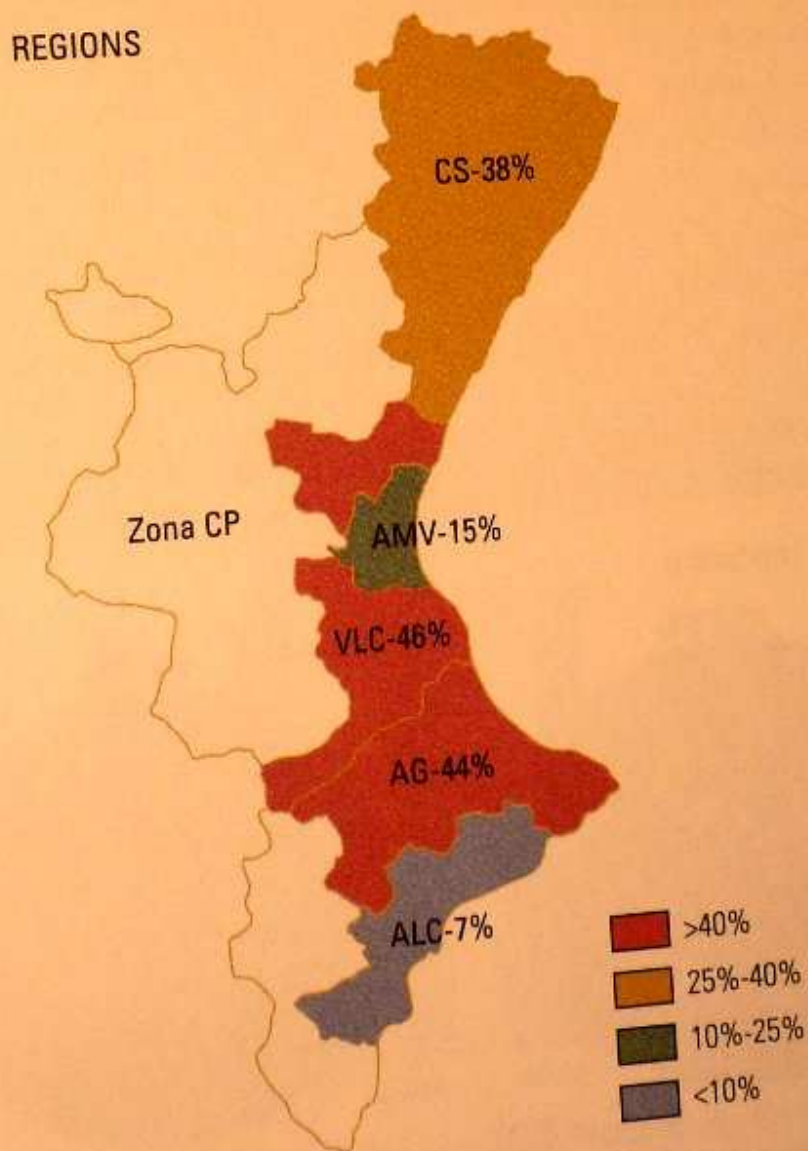 REGIONS
CS-38%
Zona CP
AMV-15%
VLC-46%
AG-44%
ALC-7%
>40%
25%-40%
10%-25%
<10%